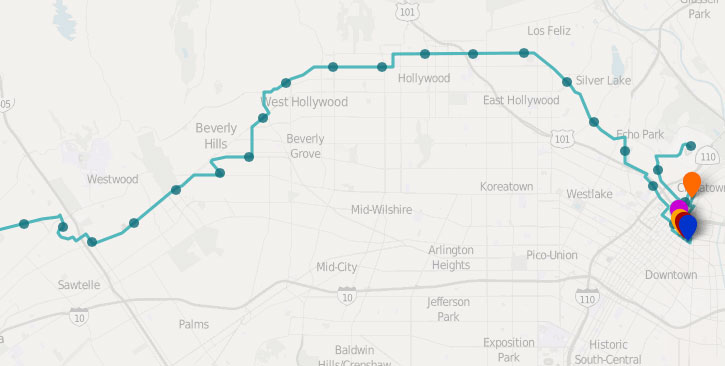 Glassell
Park
101
Los Feliz
Hollywood
Silver Lake
West Hollywood
East Hollywood
05
Beverly
Hills
Echo Park
101
Beverly
Grove
110
Westwood
Koreatown
Westlake
Mid-Wilshire
Arlington
Heights
Pico-Union
Mid-City
Downtown
Sawtelle
10
110
Jefferson
Park
10
Palms
a
Exposition
Park
Historic
South-Central
Baldwin
Hills/Crenshaw